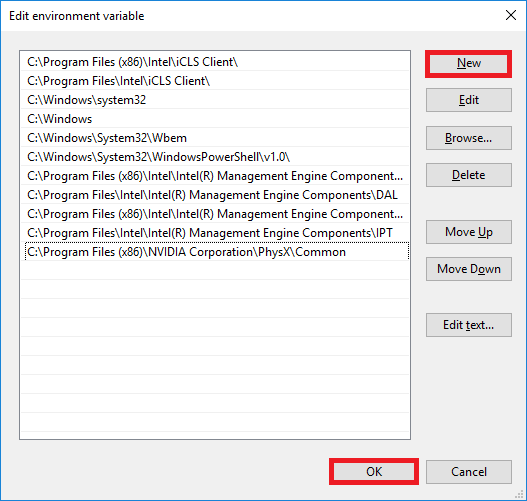 Edit environment variable
C:\Program Files (x86)\Intel\iCLS Client\
C:\Program Files\Intel\iCLS Client\
C:\Windows\system32
C:\Windows
C:\Windows\System32\Wbem
C:\Windows\System32\WindowsPowerShell\v1.0\
C:\Program Files (x86)\Intel\Intel(R) Management Engine Component...
C:\Program Files\Intel\Intel(R) Management Engine Components\DAL
C:\Program Files (x86)\Intel\Intel(R) Management Engine Component...
C:\Program Files\Intel\Intel(R) Management Engine Components\IPT
C:\Program Files (x86)\NVIDIA Corporation\PhysX\Common
New
Edit
Browse...
Delete
Move Up
Move Down
Edit text...
OK
Cancel